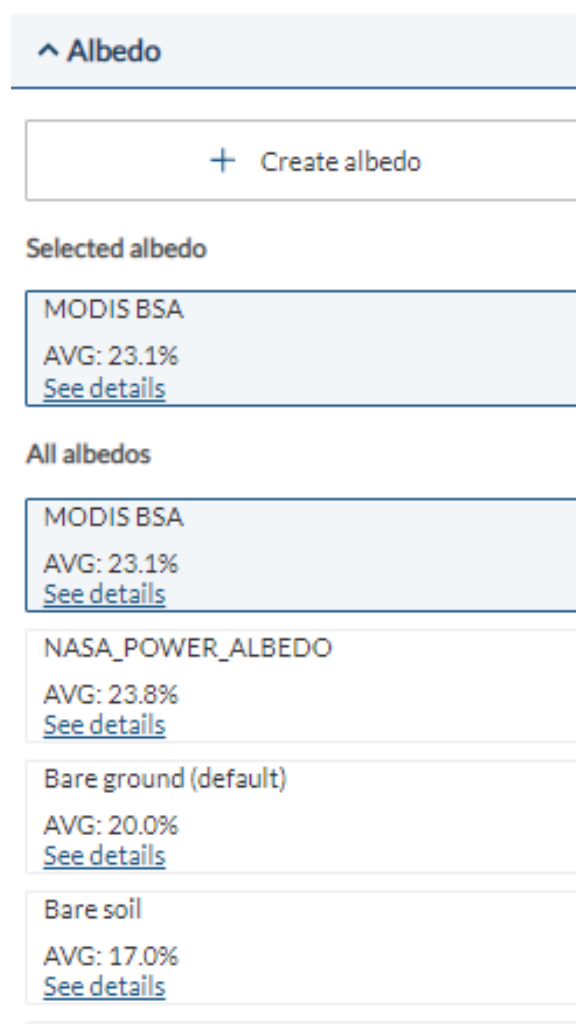 Albedo
+ Create albedo
Selected albedo
MODIS BSA
AVG: 23.1%
See details
All albedos
MODIS BSA
AVG: 23.1%
See details
NASA_POWER_ALBEDO
AVG: 23.8%
See details
Bare ground (default)
AVG: 20.0%
See details
Bare soil
AVG: 17.0%
See details